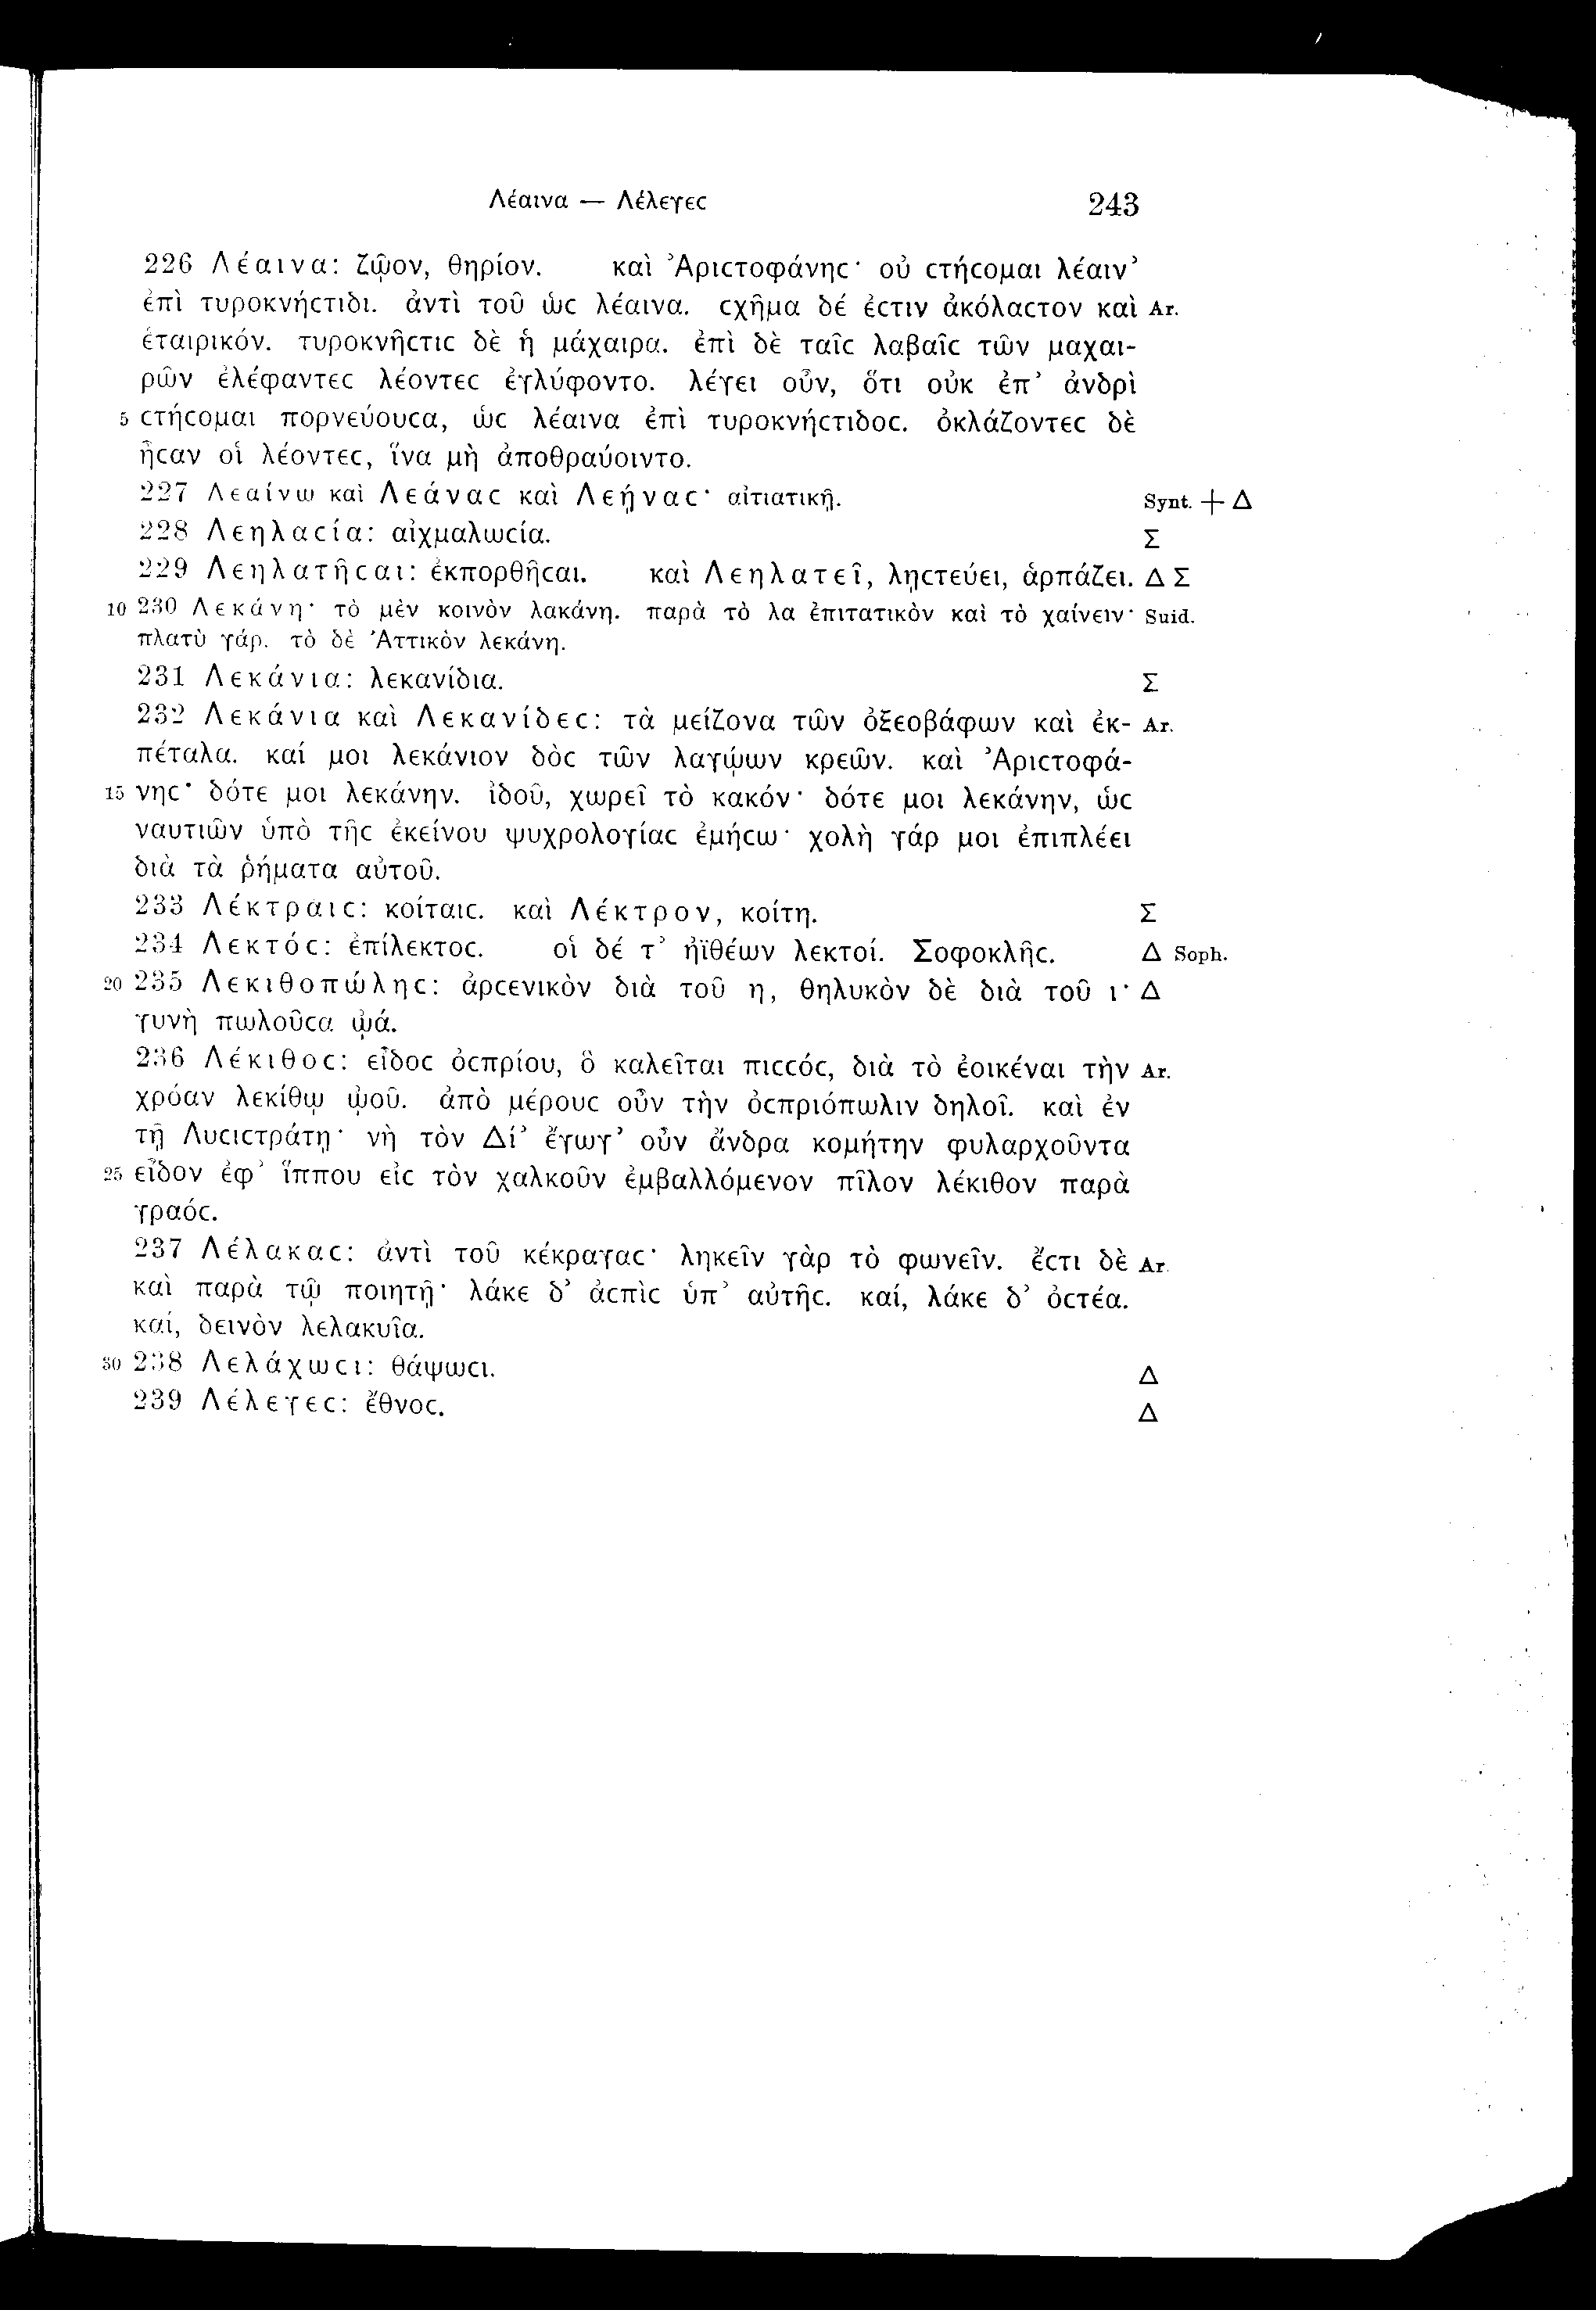 Λέαινα — Λέλεγεϲ 243
226 Λέαινα: ζῷον, θηρίον. καὶ Ἀριϲτοφάνηϲ· οὐ ϲτήϲομαι λέαιν’
ἐπὶ τυροκνήϲτιδι. ἀντὶ τοῦ ὡϲ λέαινα. ϲχῆμα δέ ἐϲτιν ἀκόλαϲτον καὶ Ar.
ἑταιρικόν. τυροκνῆϲτιϲ δὲ ἡ μάχαιρα. ἐπὶ δὲ ταῖϲ λαβαῖϲ τῶν μαχαι-
ρῶν ἐλέφαντεϲ λέοντεϲ ἐγλύφοντο. λέγει οὖν, ὅτι οὐκ ἐπ’ ἀνδρὶ
5 ϲτήϲομαι πορνεύουϲα, ὡϲ λέαινα ἐπὶ τυροκνήϲτιδοϲ. ὀκλάζοντεϲ δὲ
ἦϲαν οἱ λέοντεϲ, ἵνα μὴ ἀποθραύοιντο.
227 Λεαίνω καὶ Λεάναϲ καὶ Λεῄναϲ· αἰτιατικῇ. Synt. + Δ
228 Λεηλαϲία: αἰχμαλωϲία. Σ
229 Λεηλατῆϲαι: ἐκπορθῆϲαι. καὶ Λεηλατεῖ, λῃϲτεύει, ἁρπάζει. Δ Σ
10 230 Λεκάνη· τὸ μὲν κοινὸν λακάνη. παρὰ τὸ λα ἐπιτατικὸν καὶ τὸ χαίνειν· Suid.
πλατὺ γάρ. τὸ δὲ Ἀττικὸν λεκάνη.
231 Λεκάνια: λεκανίδια. Σ
232 Λεκάνια καὶ Λεκανίδεϲ: τὰ μείζονα τῶν ὀξεοβάφων καὶ ἐκ- Ar.
πέταλα. καί μοι λεκάνιον δὸϲ τῶν λαγῴων κρεῶν. καὶ Ἀριϲτοφά-
15 νηϲ· δότε μοι λεκάνην. ἰδοῦ, χωρεῖ τὸ κακόν· δότε μοι λεκάνην, ὡϲ
ναυτιῶν ὑπὸ τῆϲ ἐκείνου ψυχρολογίαϲ ἐμήϲω· χολὴ γάρ μοι ἐπιπλέει
διὰ τὰ ῥήματα αὐτοῦ.
233 Λέκτραιϲ: κοίταιϲ. καὶ Λέκτρον, κοίτη. Σ
234 Λεκτόϲ: ἐπίλεκτοϲ. οἱ δέ τ’ ἠϊθέων λεκτοί. Σοφοκλῆϲ. Δ Soph.
20 235 Λεκιθοπώληϲ: ἀρϲενικὸν διὰ τοῦ η, θηλυκὸν δὲ διὰ τοῦ ι· Δ
γυνὴ πωλοῦϲα ᾠά.
236 Λέκιθοϲ: εἶδοϲ ὀϲπρίου, ὃ καλεῖται πιϲϲόϲ, διὰ τὸ ἐοικέναι τὴν Ar.
χρόαν λεκίθῳ ᾠοῦ. ἀπὸ μέρουϲ οὖν τὴν ὀϲπριόπωλιν δηλοῖ. καὶ ἐν
τῇ Λυϲιϲτράτῃ· νὴ τὸν Δί’ ἔγωγ’ οὖν ἄνδρα κομήτην φυλαρχοῦντα
25 εἶδον ἐφ’ ἵππου εἰϲ τὸν χαλκοῦν ἐμβαλλόμενον πῖλον λέκιθον παρὰ
γραόϲ.
237 Λέλακαϲ: ἀντὶ τοῦ κέκραγαϲ· ληκεῖν γὰρ τὸ φωνεῖν. ἔϲτι δὲ Ar.
καὶ παρὰ τῷ ποιητῇ· λάκε δ’ ἀϲπὶϲ ὑπ’ αὐτῆϲ. καί, λάκε δ’ ὀϲτέα.
καί, δεινὸν λελακυῖα.
30 238 Λελάχωϲι: θάψωϲι. Δ
239 Λέλεγεϲ: ἔθνοϲ. Δ